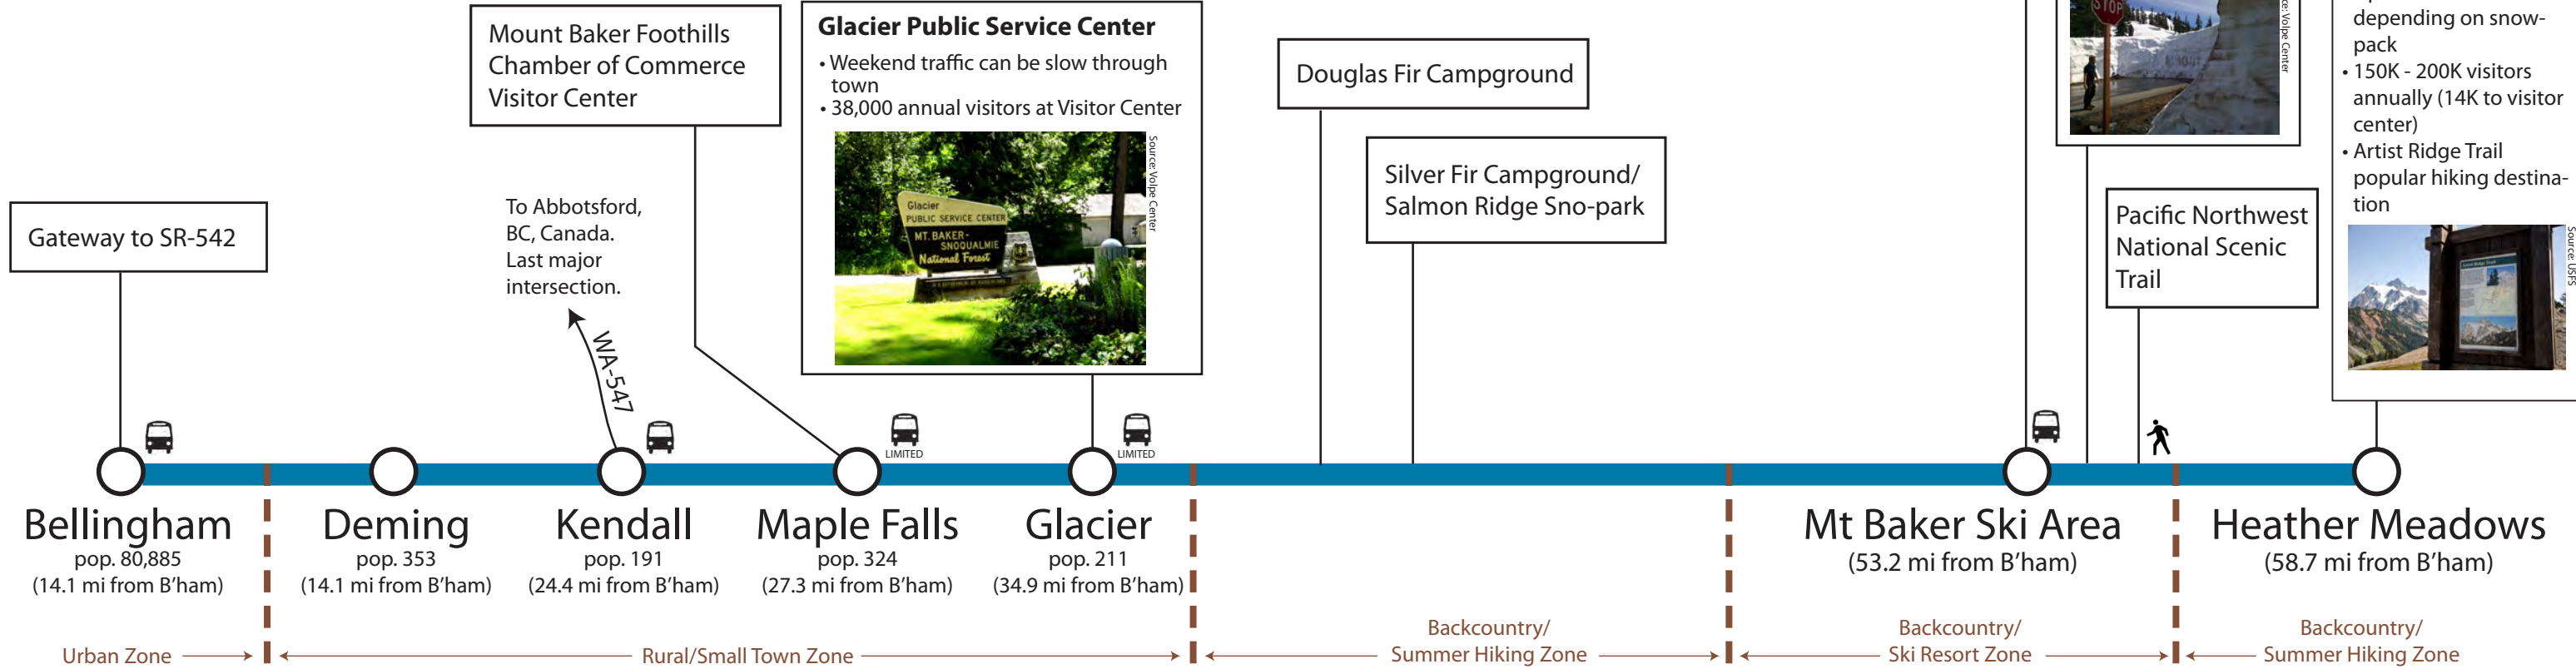 Gateway to SR-542
Mount Baker Foothills
Chamber of Commerce
Visitor Center
To Abbotsford,
BC, Canada.
Last major
intersection.
WA-547
Glacier Public Service Center
• Weekend traffic can be slow through
town
• 38,000 annual visitors at Visitor Center
Glacier
PUBLIC SERVICE CENTER
MT. BAKER-
SNOQUALMIE
National Forest
Source: Volpe Center
Douglas Fir Campground
Silver Fir Campground/
Salmon Ridge Sno-park
STOP
ce: Volpe Center
Pacific Northwest
National Scenic
Trail
depending on snow-
pack
• 150K - 200K visitors
annually (14K to visitor
center)
• Artist Ridge Trail
popular hiking destina-
tion
Source: USFS
LIMITED
LIMITED
Bellingham
pop. 80,885
(14.1 mi from B'ham)
Deming
pop. 353
(14.1 mi from B'ham)
Kendall
pop. 191
(24.4 mi from B'ham)
Maple Falls
pop. 324
(27.3 mi from B'ham)
Glacier
pop. 211
(34.9 mi from B'ham)
Mt Baker Ski Area
(53.2 mi from B'ham)
Heather Meadows
(58.7 mi from B'ham)
Urban Zone
Rural/Small Town Zone
Backcountry/
Summer Hiking Zone
Backcountry/
Ski Resort Zone
Backcountry/
Summer Hiking Zone